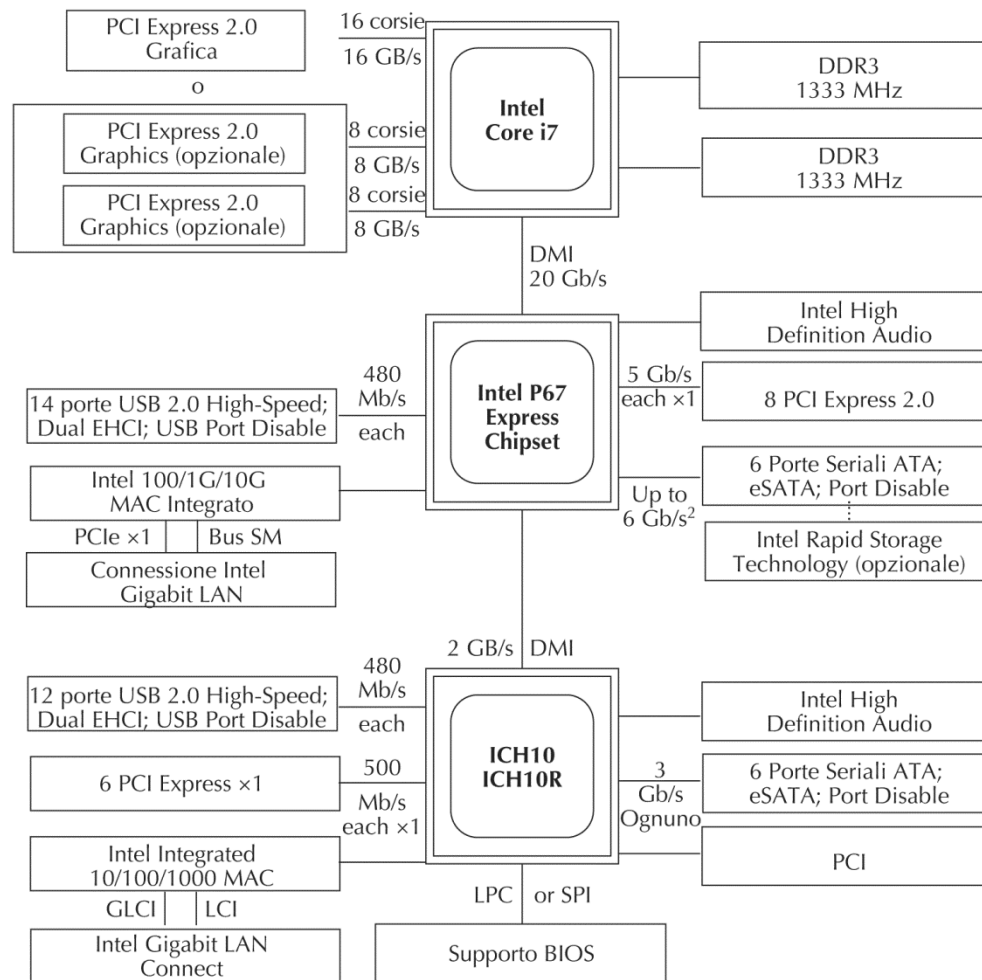 PCI Express 2.0
Grafica
16 corsie
16 GB/s
o
PCI Express 2.0
Graphics (opzionale)
8 corsie
8 GB/s
PCI Express 2.0
Graphics (opzionale)
8 corsie
8 GB/s
Intel
Core i7
DDR3
1333 MHz
DDR3
1333 MHz
DMI
20 Gb/s
Intel P67
Express
Chipset
Intel High
Definition Audio
5 Gb/s
each ×1
8 PCI Express 2.0
480
Mb/s
each
14 porte USB 2.0 High-Speed;
Dual EHCI; USB Port Disable
Intel 100/1G/10G
MAC Integrato
PCIe ×1
Bus SM
Connessione Intel
Gigabit LAN
Up to
6 Gb/s²
6 Porte Seriali ATA;
eSATA; Port Disable
Intel Rapid Storage
Technology (opzionale)
2 GB/s
DMI
ICH10
ICH10R
480
Mb/s
each
12 porte USB 2.0 High-Speed;
Dual EHCI; USB Port Disable
6 PCI Express ×1
500
Mb/s
each ×1
Intel Integrated
10/100/1000 MAC
GLCI
LCI
Intel Gigabit LAN
Connect
Intel High
Definition Audio
3
Gb/s
Ognuno
6 Porte Seriali ATA;
eSATA; Port Disable
PCI
LPC
or SPI
Supporto BIOS